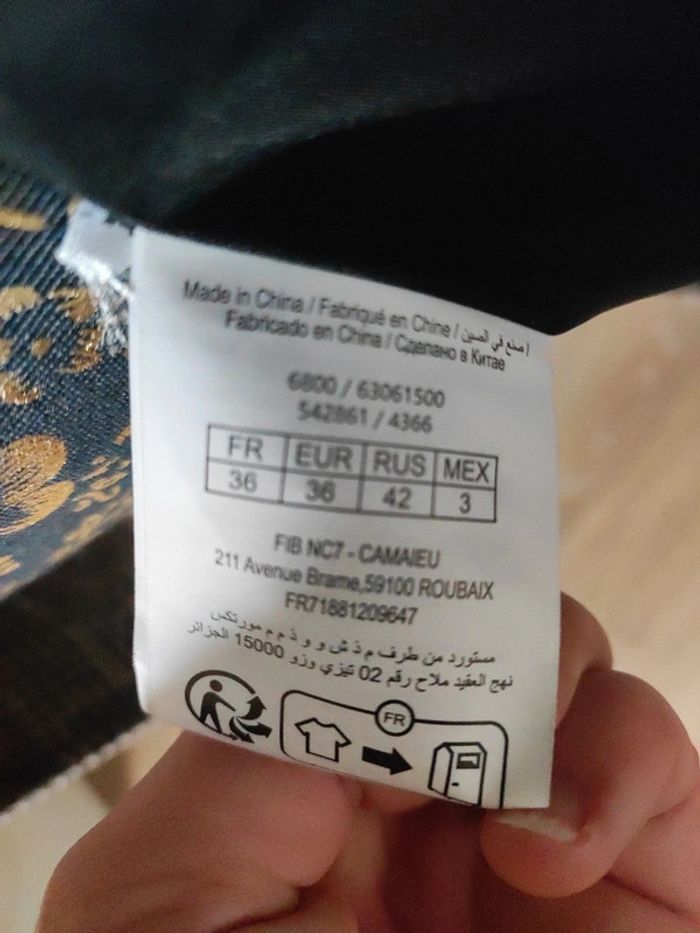 Made in China / Fabriqué en Chine / صنع في الصين /
Fabricado en China / Сделано в Китае
6800 / 63061500
542861 / 4366
FR EUR RUS MEX
36 36 42 3
FIB NC7 - CAMAIEU
211 Avenue Brame,59100 ROUBAIX
FR71881209647
مستورد من طرف م ذ ش و و ذ م م مورتكس
نهج العقيد ملاح رقم 02 تيزي وزو 15000 الجزائر
FR